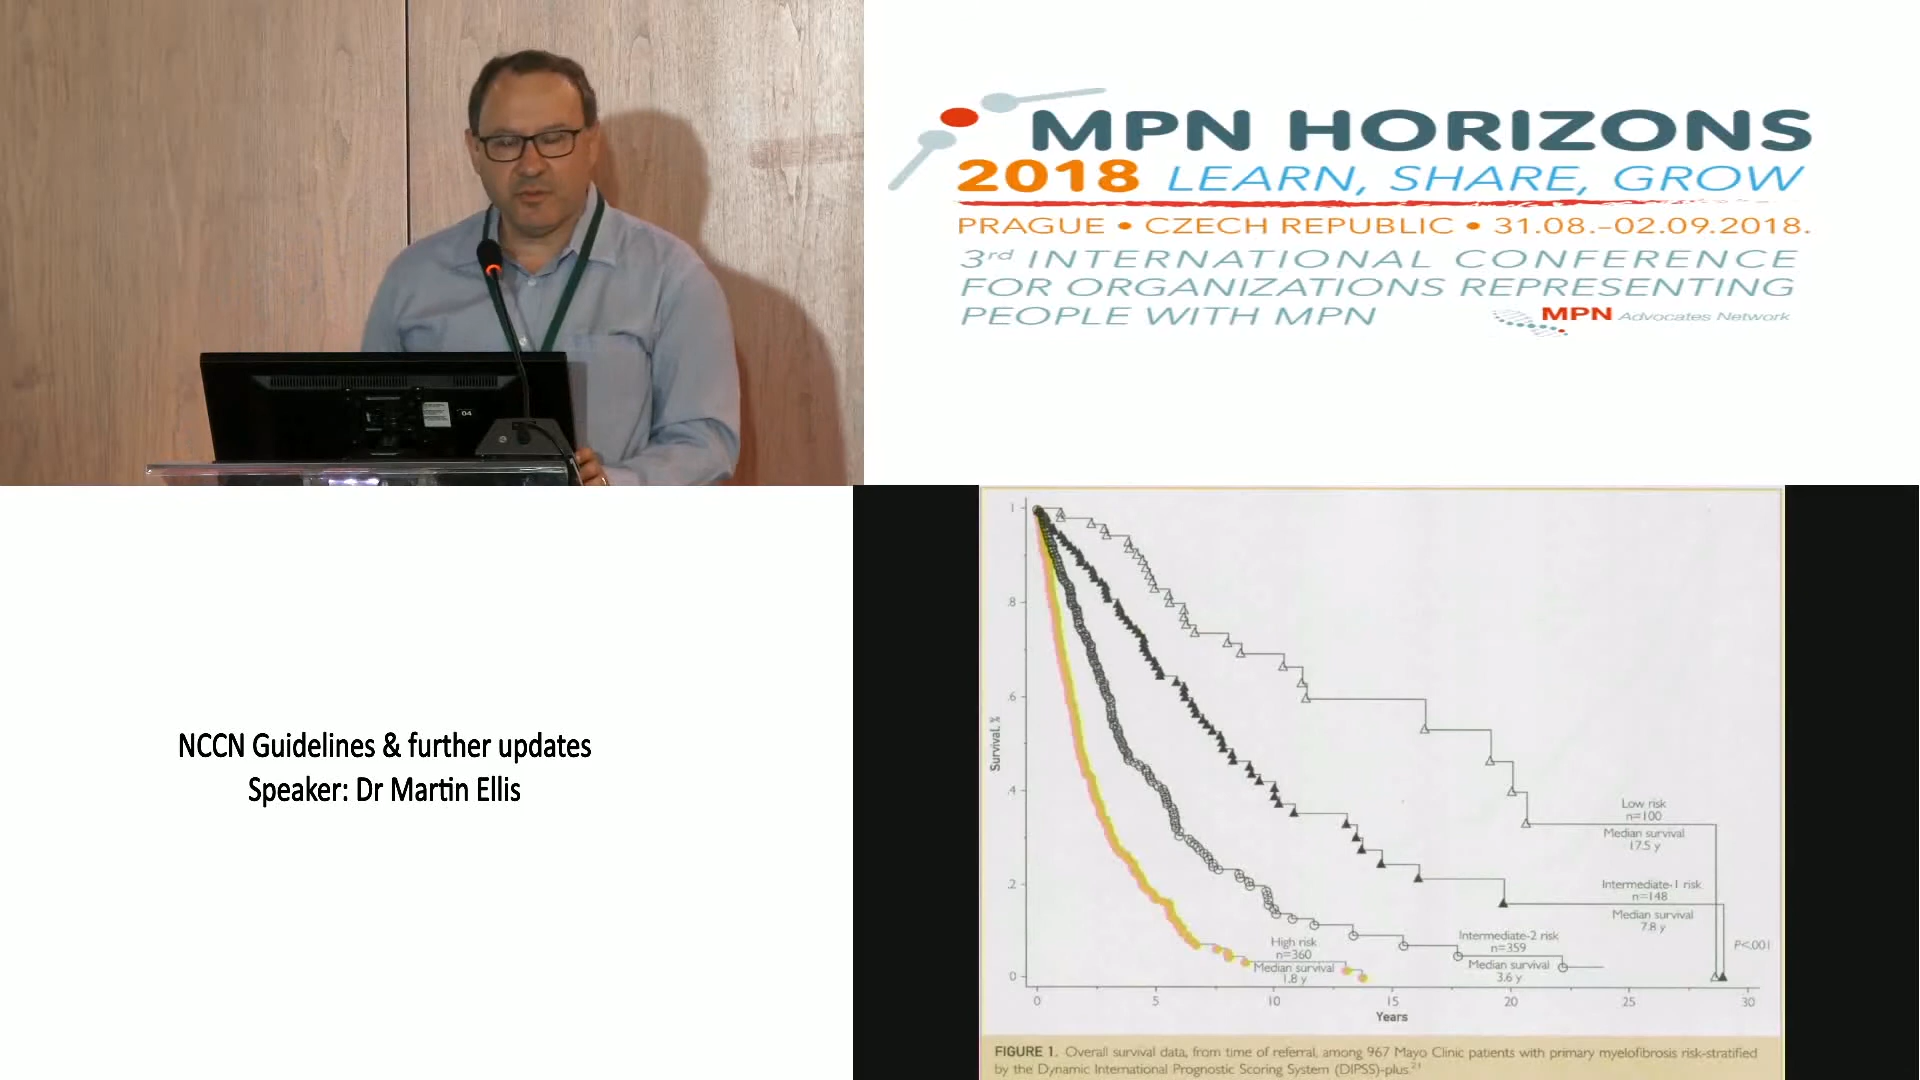 MPN HORIZONS
2018 LEARN, SHARE, GROW
PRAGUE • CZECH REPUBLIC • 31.08.–02.09.2018.
3rd INTERNATIONAL CONFERENCE
FOR ORGANIZATIONS REPRESENTING
PEOPLE WITH MPN
MPN Advocates Network
04
NCCN Guidelines & further updates
Speaker: Dr Martin Ellis
1
.8
.6
.4
.2
0
Survival, %
0 5 10 15 20 25 30
Years
Low risk
n=100
Median survival
17.5 y
Intermediate-1 risk
n=148
Median survival
7.8 y
Intermediate-2 risk
n=359
Median survival
3.6 y
High risk
n=360
Median survival
1.8 y
P<.001
FIGURE 1. Overall survival data, from time of referral, among 967 Mayo Clinic patients with primary myelofibrosis risk-stratified
by the Dynamic International Prognostic Scoring System (DIPSS)-plus.21